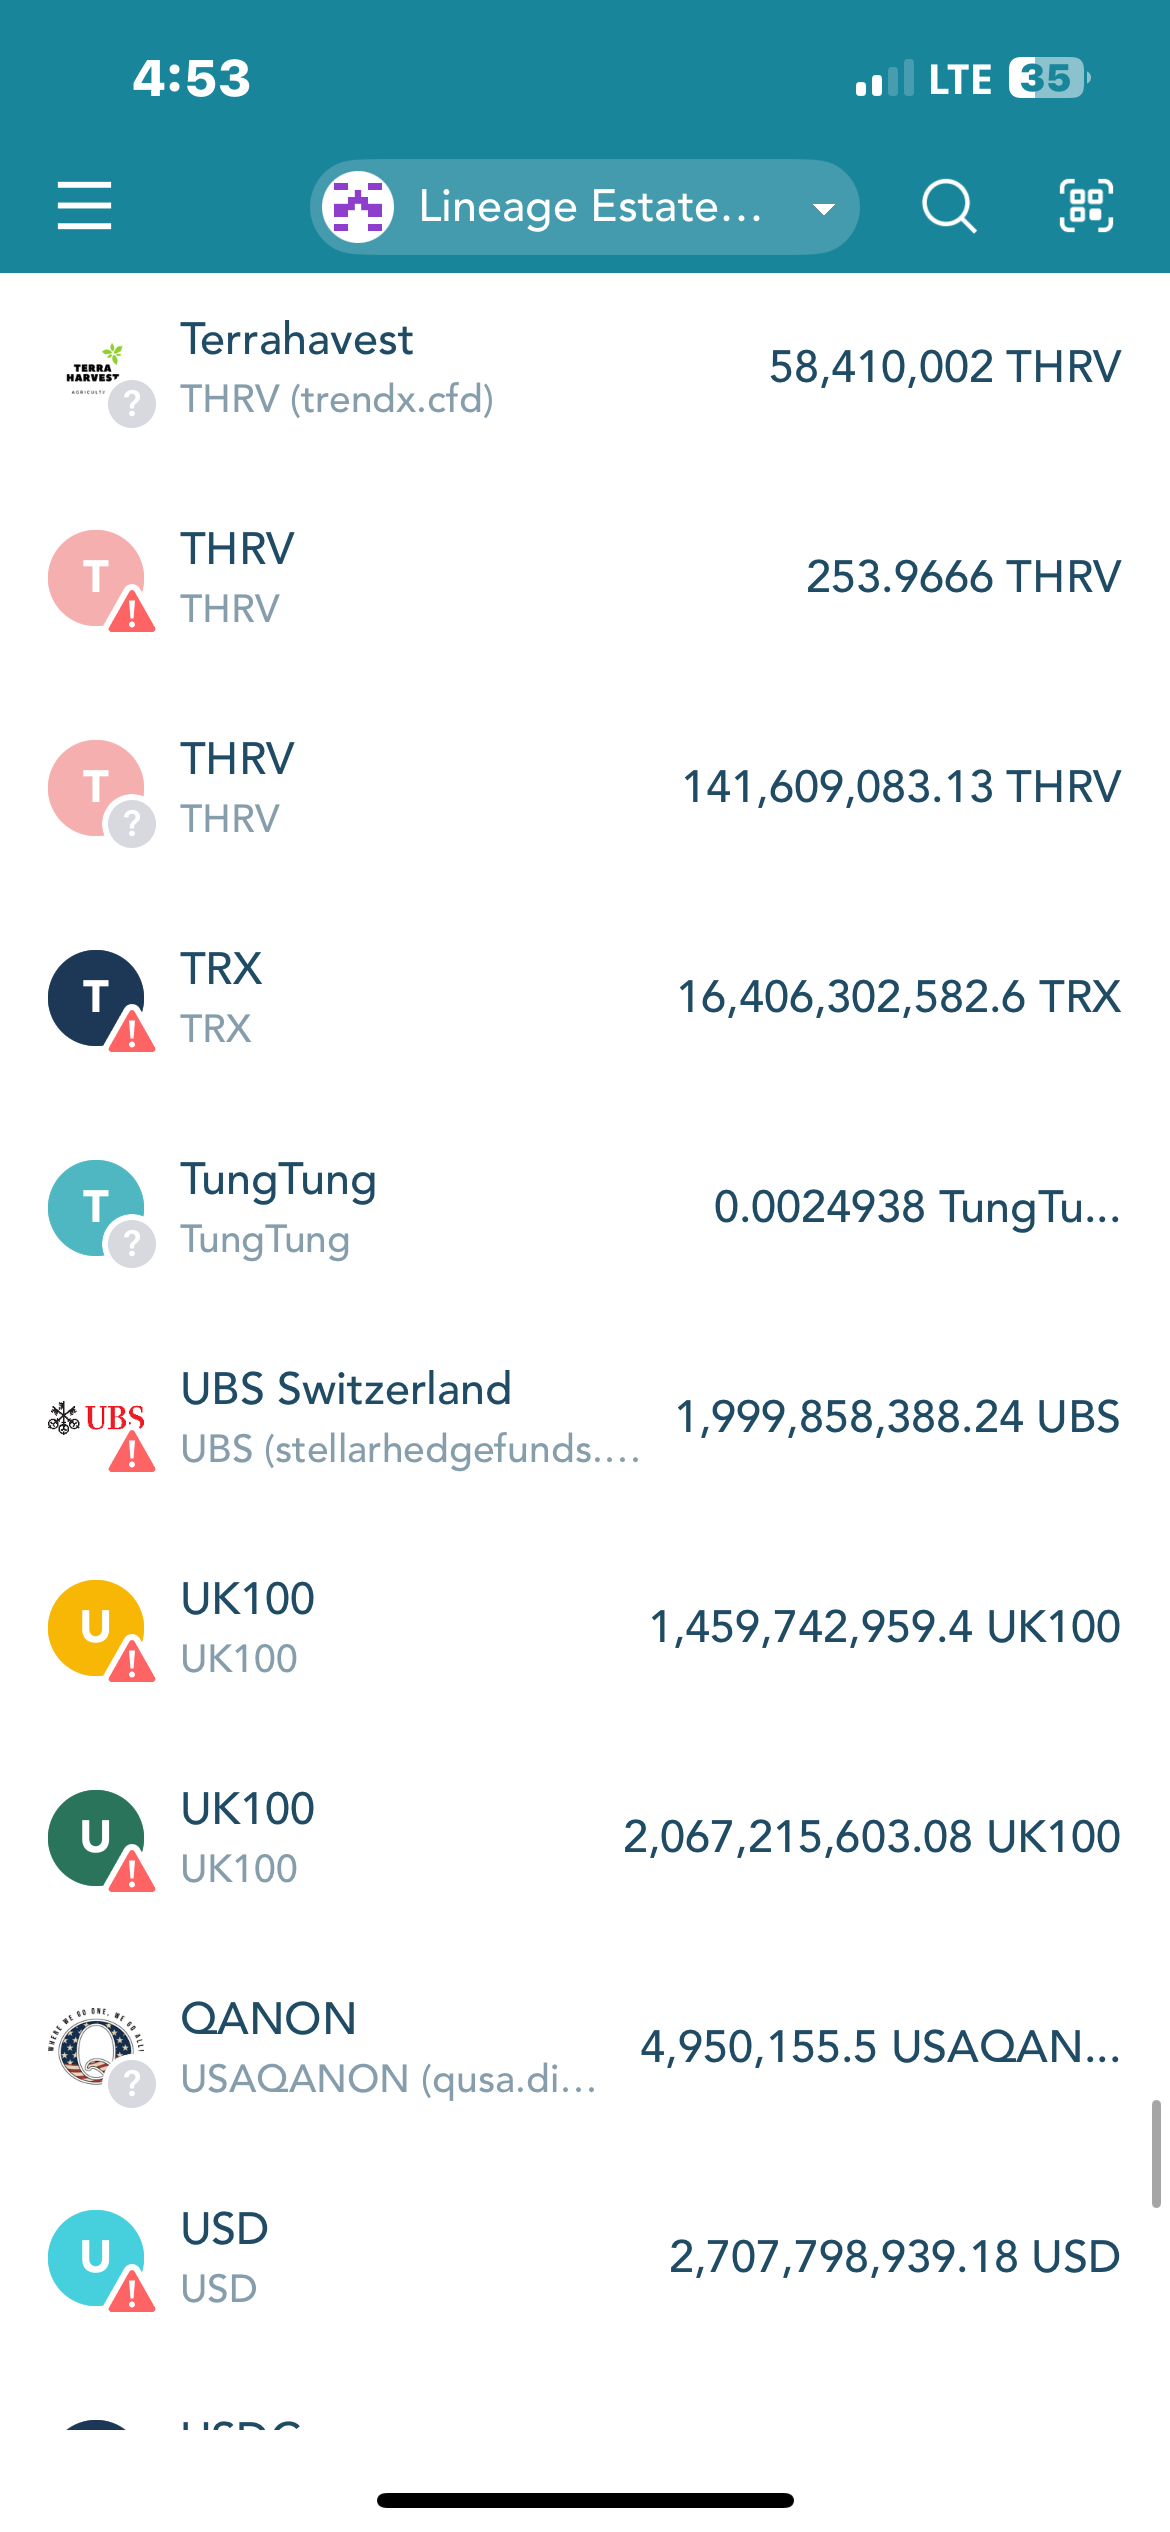 4:53
LTE 35
Lineage Estate...
TERRA
HARVEST
Terrahavest
58,410,002 THRV
?
THRV (trendx.cfd)
T
THRV
253.9666 THRV
THRV
T
THRV
141,609,083.13 THRV
?
THRV
T
TRX
16,406,302,582.6 TRX
TRX
T
TungTung
0.0024938 TungTu...
?
TungTung
UBS
UBS Switzerland
1,999,858,388.24 UBS
UBS (stellarhedgefunds....
U
UK100
1,459,742,959.4 UK100
UK100
U
UK100
2,067,215,603.08 UK100
UK100
WHERE WE GO ONE, WE GO ALL!
QANON
4,950,155.5 USAQAN...
?
USAQANON (qusa.di...
U
USD
2,707,798,939.18 USD
USD